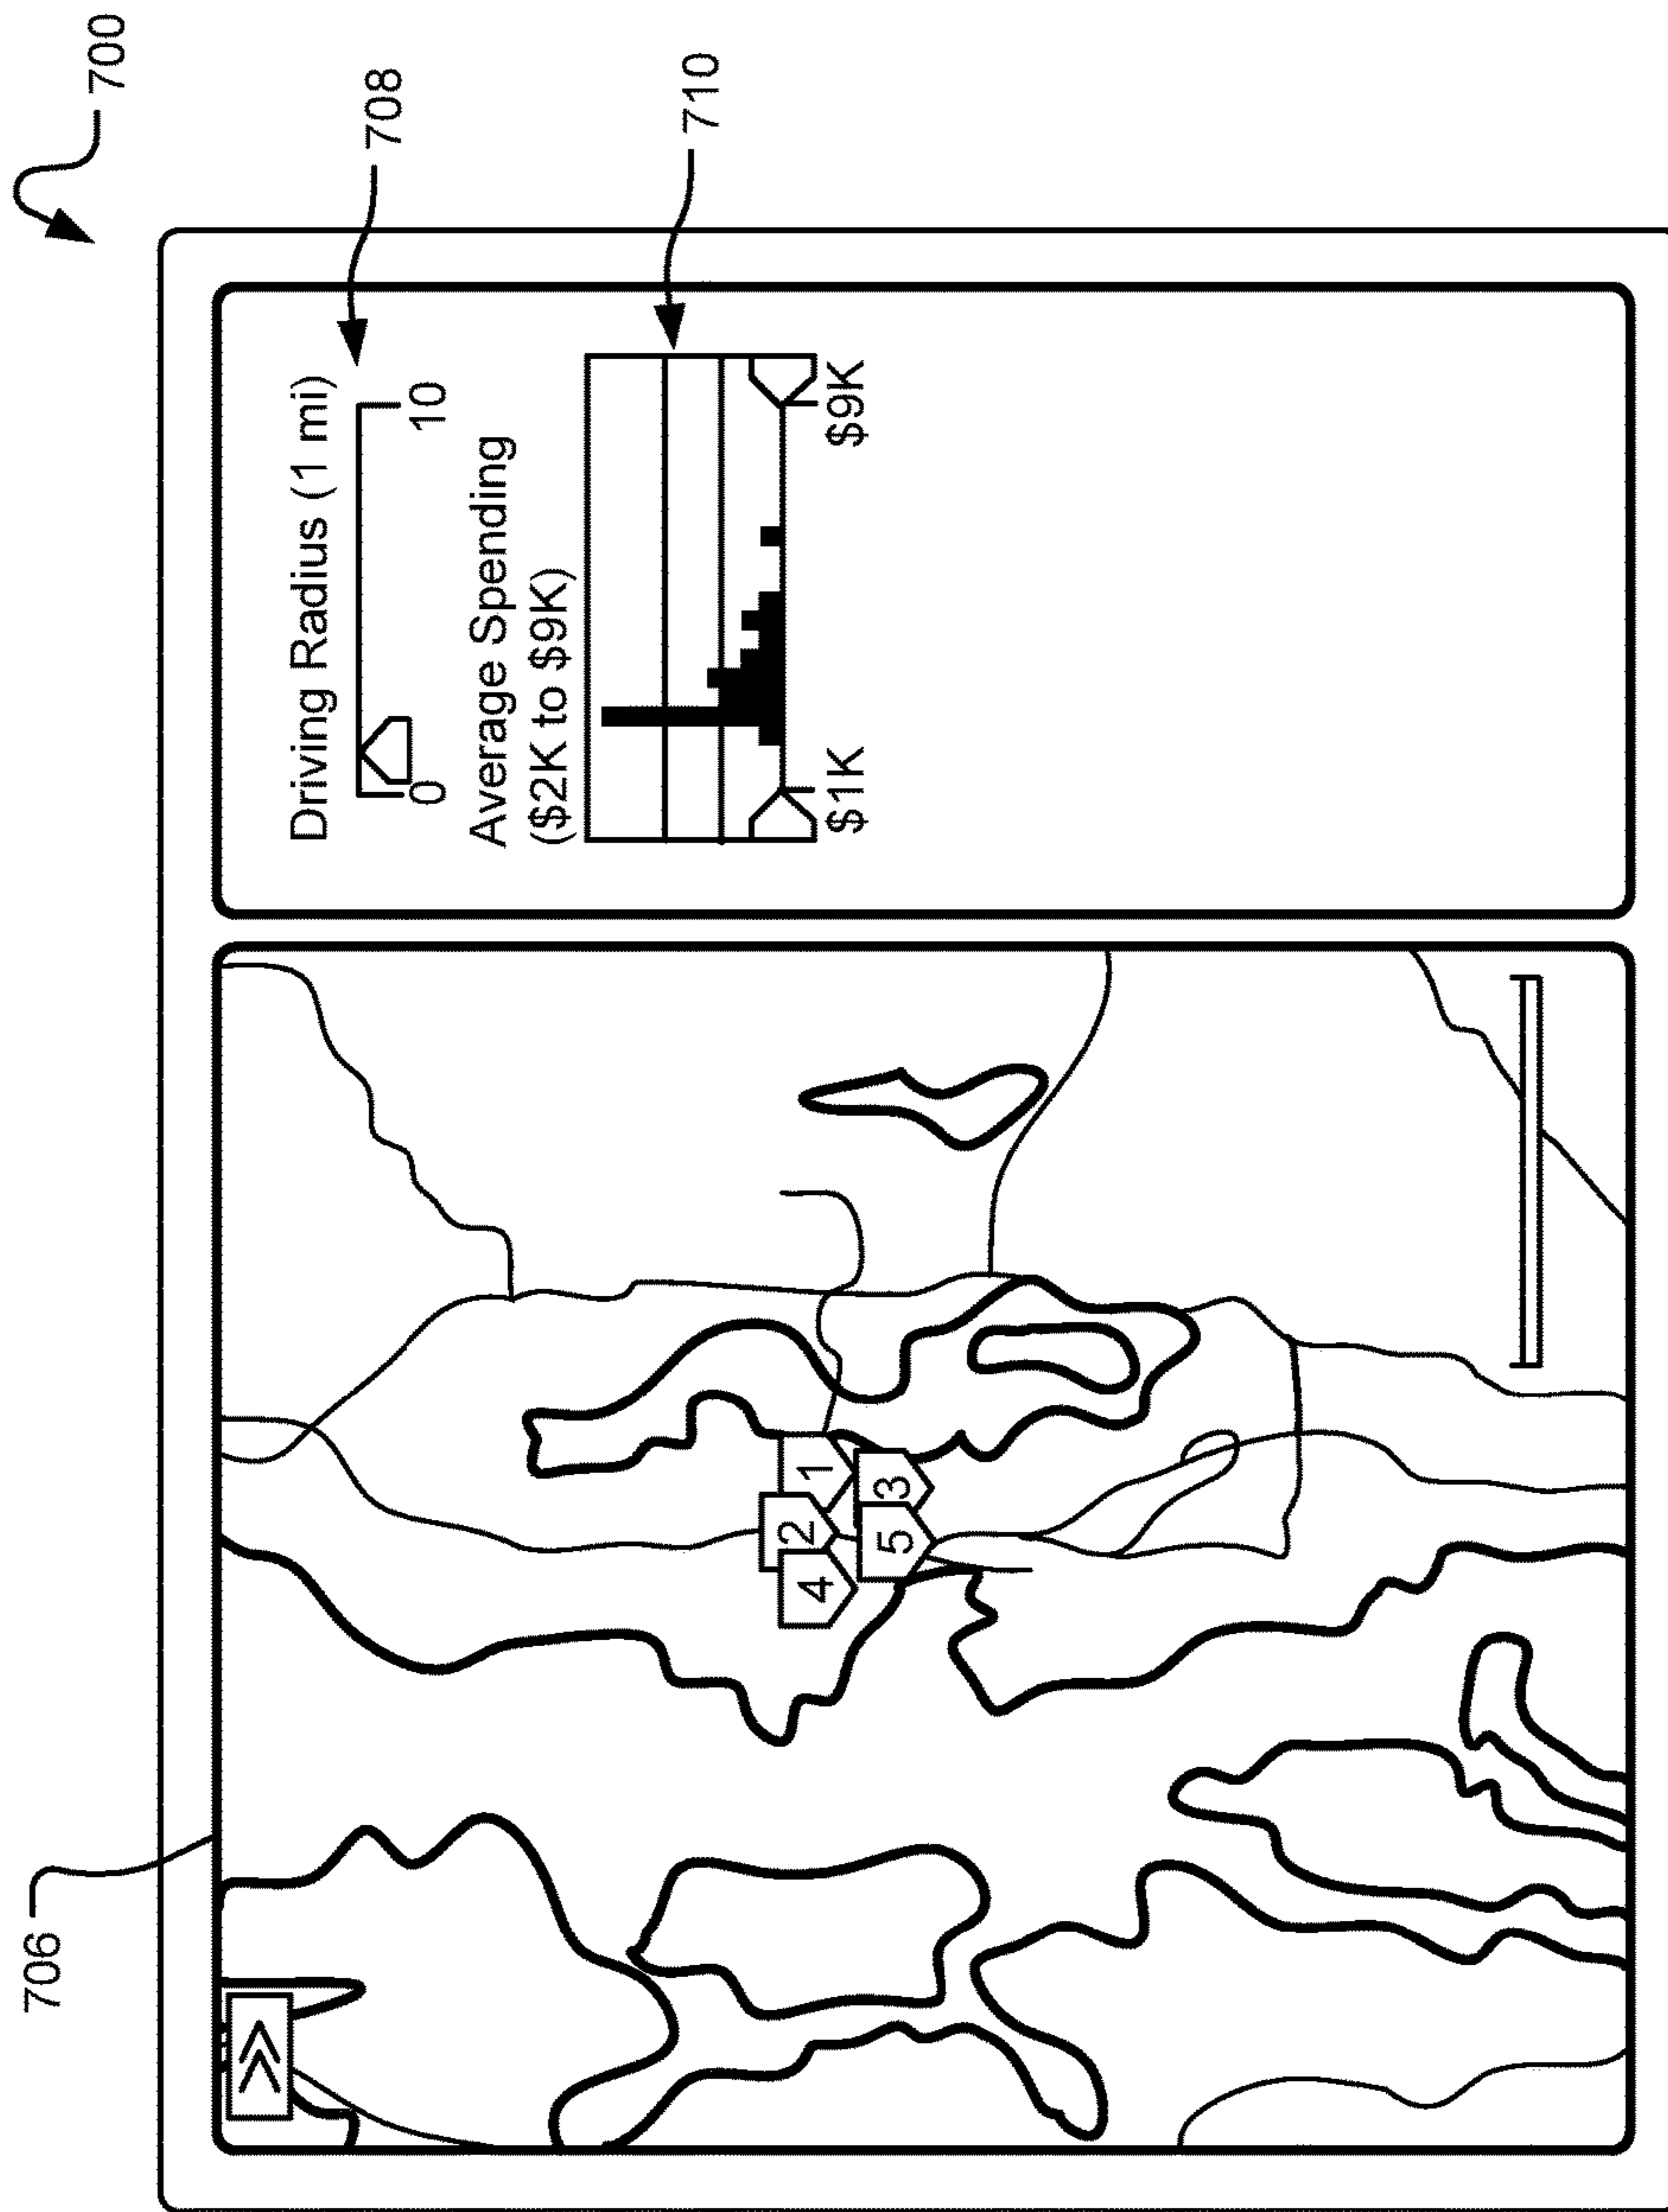 700
706
Driving Radius (1 mi)
708
0 10
Average Spending
($2K to $9K)
710
$1K $9K
1
2
3
4
5